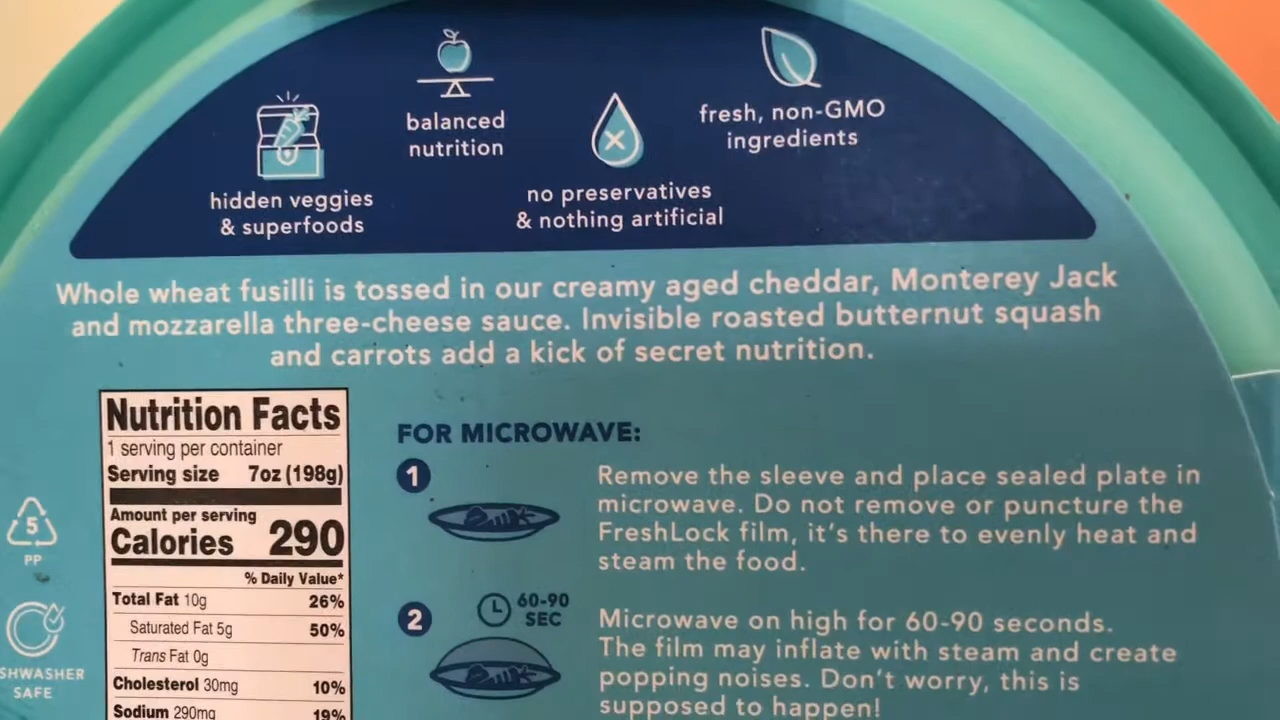 balanced
nutrition
fresh, non-GMO
ingredients
hidden veggies
& superfoods
no preservatives
& nothing artificial
Whole wheat fusilli is tossed in our creamy aged cheddar, Monterey Jack
and mozzarella three-cheese sauce. Invisible roasted butternut squash
and carrots add a kick of secret nutrition.
Nutrition Facts
1 serving per container
Serving size 7oz (198g)
Amount per serving
Calories 290
% Daily Value*
Total Fat 10g 26%
Saturated Fat 5g 50%
Trans Fat 0g
Cholesterol 30mg 10%
Sodium 290mg 19%
5
PP
SHWASHER
SAFE
FOR MICROWAVE:
1
Remove the sleeve and place sealed plate in
microwave. Do not remove or puncture the
FreshLock film, it's there to evenly heat and
steam the food.
2
60-90
SEC
Microwave on high for 60-90 seconds.
The film may inflate with steam and create
popping noises. Don't worry, this is
supposed to happen!